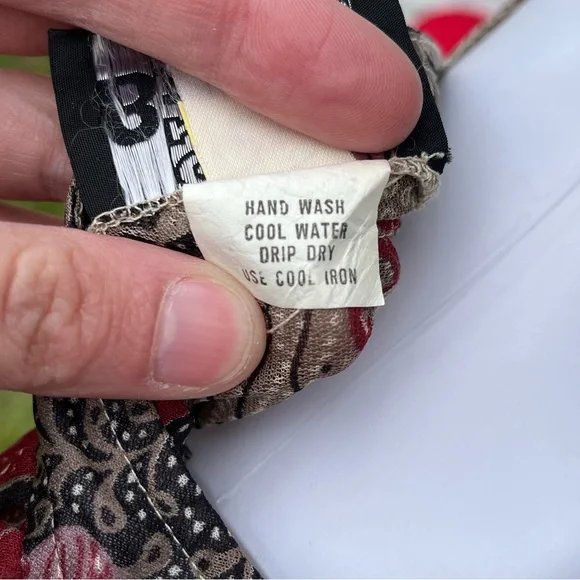 HAND WASH
COOL WATER
DRIP DRY
USE COOL IRON